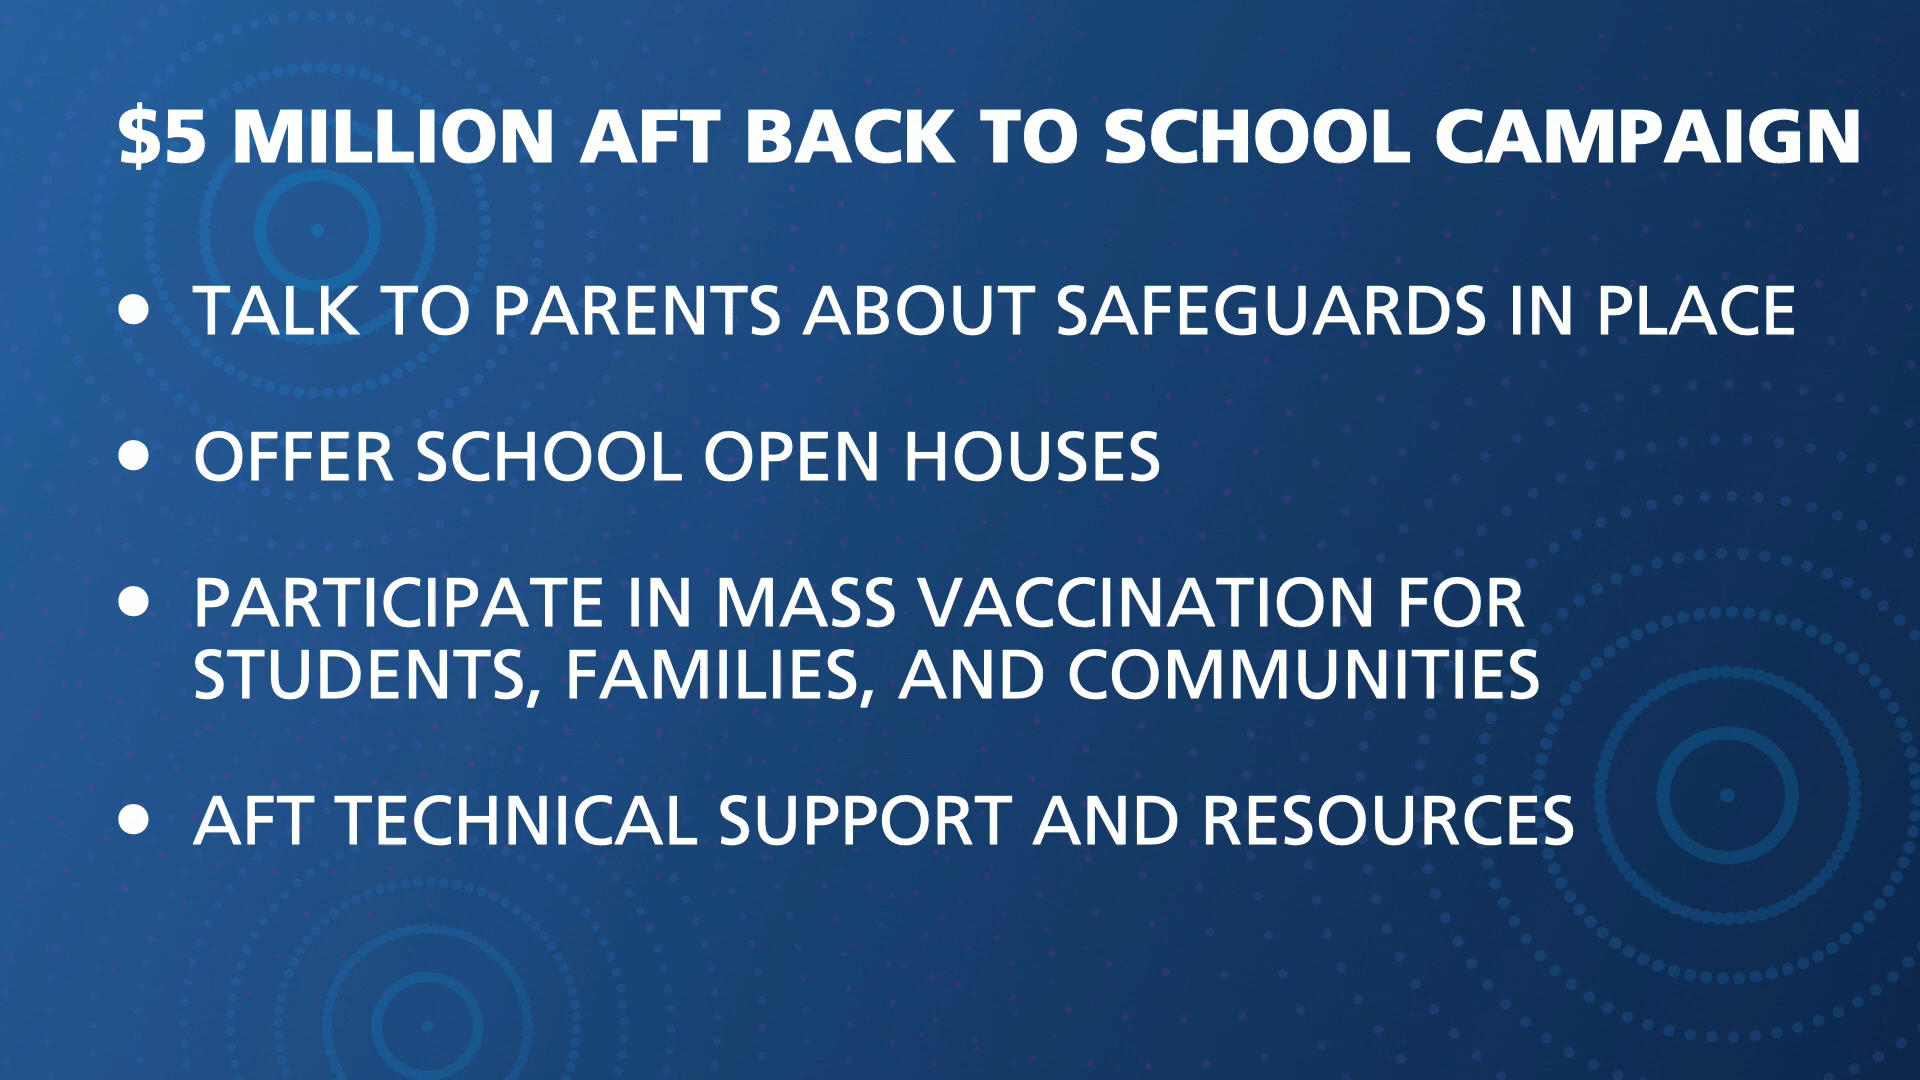 $5 MILLION AFT BACK TO SCHOOL CAMPAIGN
• TALK TO PARENTS ABOUT SAFEGUARDS IN PLACE
• OFFER SCHOOL OPEN HOUSES
• PARTICIPATE IN MASS VACCINATION FOR
STUDENTS, FAMILIES, AND COMMUNITIES
• AFT TECHNICAL SUPPORT AND RESOURCES